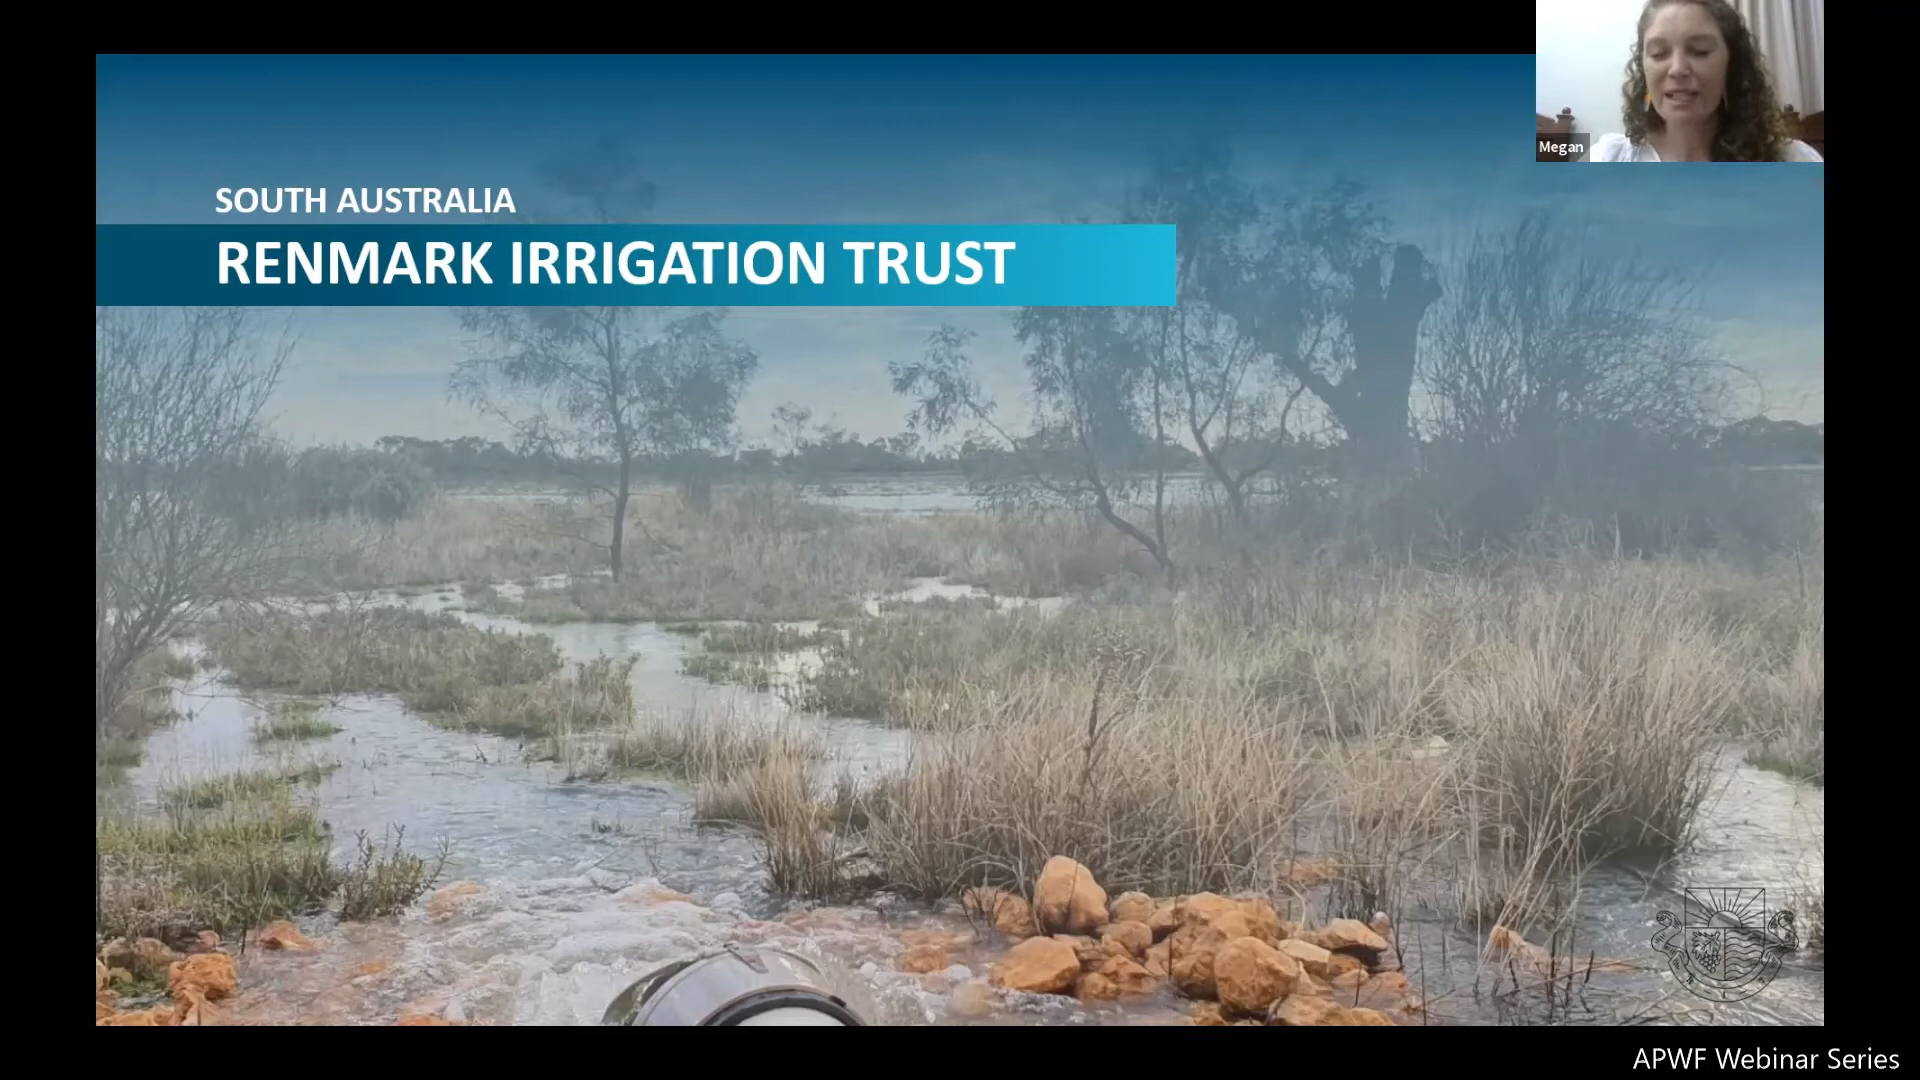 Megan
SOUTH AUSTRALIA
RENMARK IRRIGATION TRUST
APWF Webinar Series